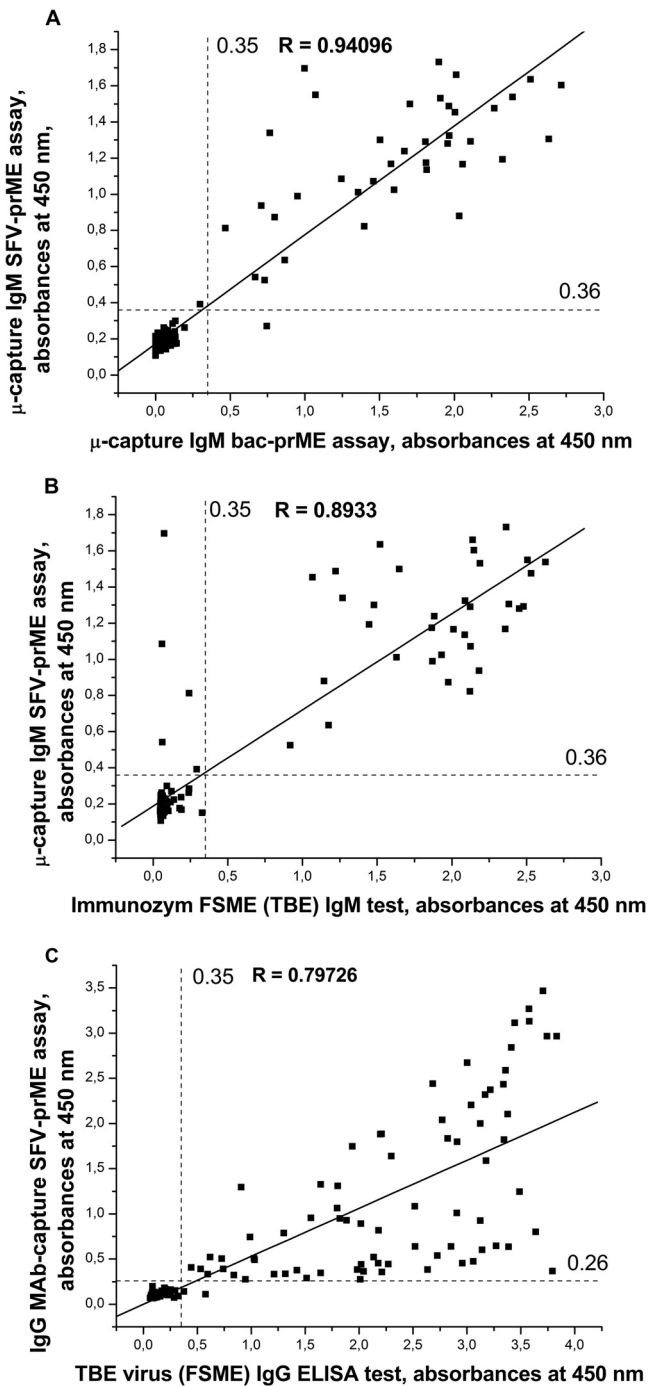 A
0.35 R = 0.94096
μ-capture IgM SFV-prME assay,
absorbances at 450 nm,
1,8
1,6
1,4
1,2
1,0
0,8
0,6
0,4
0,2
0,0
0.36
0,0 0,5 1,0 1,5 2,0 2,5 3,0
μ-capture IgM bac-prME assay, absorbances at 450 nm
B
0.35 R = 0.8933
μ-capture IgM SFV-prME assay,
absorbances at 450 nm
1,8
1,6
1,4
1,2
1,0
0,8
0,6
0,4
0,2
0,0
0.36
0,0 0,5 1,0 1,5 2,0 2,5 3,0
Immunozym FSME (TBE) IgM test, absorbances at 450 nm
C
0.35 R = 0.79726
IgG MAb-capture SFV-prME assay,
absorbances at 450 nm
3,5
3,0
2,5
2,0
1,5
1,0
0,5
0,0
0.26
0,0 0,5 1,0 1,5 2,0 2,5 3,0 3,5 4,0
TBE virus (FSME) IgG ELISA test, absorbances at 450 nm